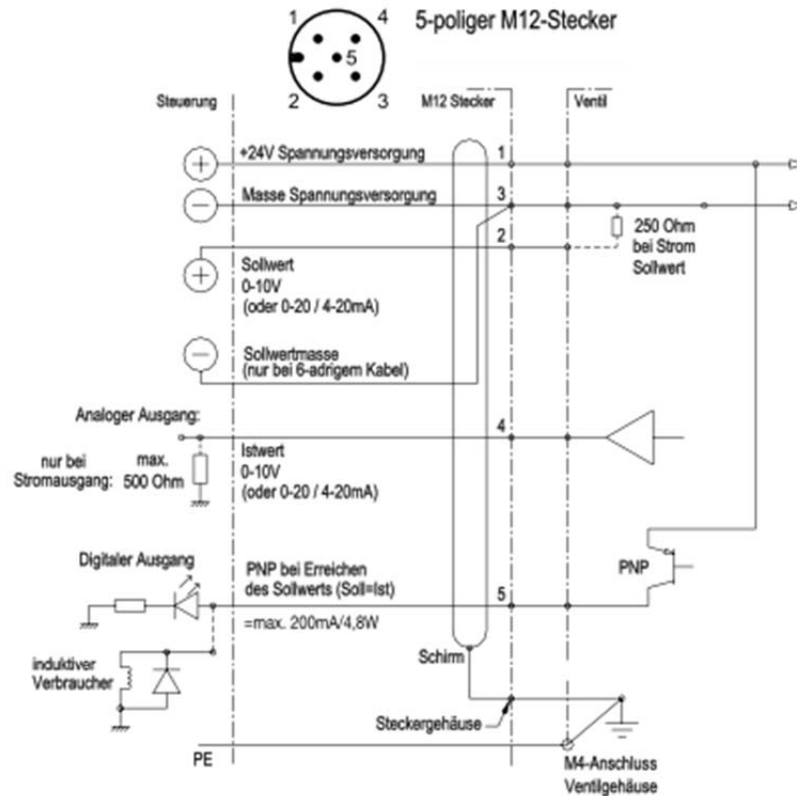 5-poliger M12-Stecker
1
4
5
2
3
Steuerung
M12 Stecker
Ventil
+24V Spannungsversorgung
1
Masse Spannungsversorgung
3
2
250 Ohm
bei Strom
Sollwert
Sollwert
0-10V
(oder 0-20 / 4-20mA)
Sollwertmasse
(nur bei 6-adrigem Kabel)
Analoger Ausgang:
4
nur bei
Stromausgang:
max.
500 Ohm
Istwert
0-10V
(oder 0-20 / 4-20mA)
Digitaler Ausgang
PNP bei Erreichen
des Sollwerts (Soll=Ist)
5
PNP
=max. 200mA/4,8W
induktiver
Verbraucher
Schirm
Steckergehäuse
PE
M4-Anschluss
Ventilgehäuse